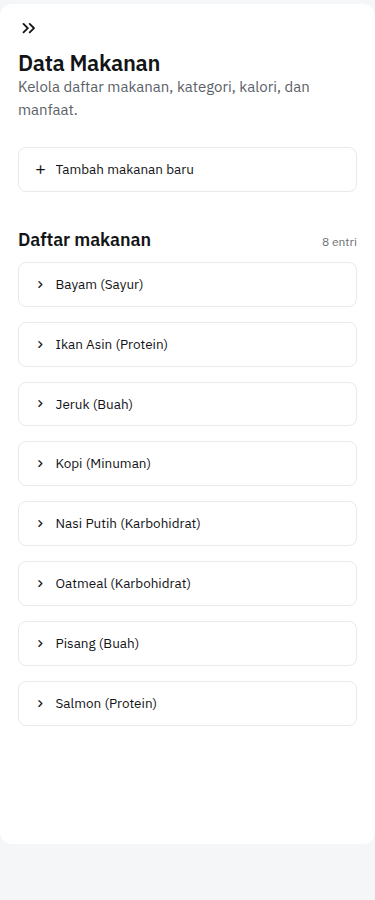 Data Makanan
Kelola daftar makanan, kategori, kalori, dan
manfaat.
Tambah makanan baru
Daftar makanan
8 entri
Bayam (Sayur)
Ikan Asin (Protein)
Jeruk (Buah)
Kopi (Minuman)
Nasi Putih (Karbohidrat)
Oatmeal (Karbohidrat)
Pisang (Buah)
Salmon (Protein)